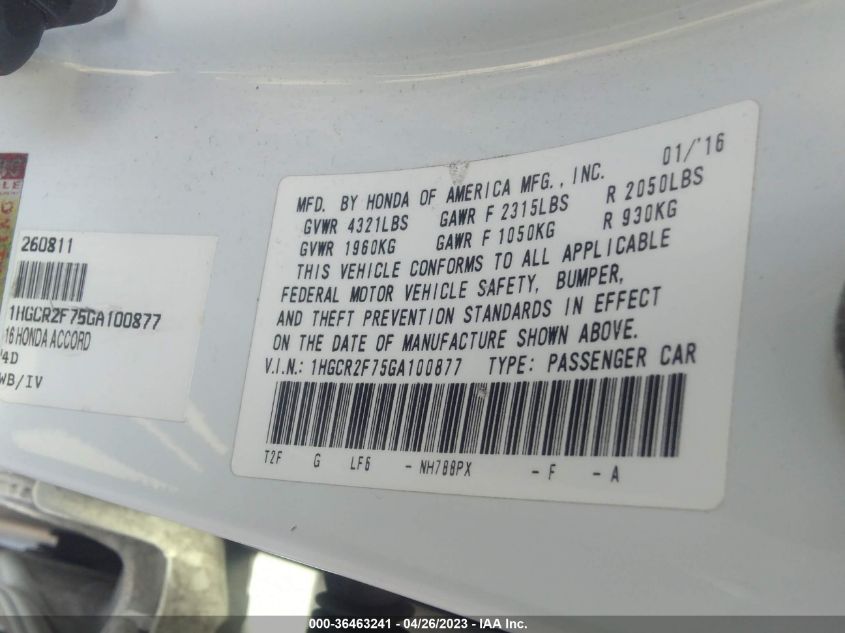 01/'16
MFD. BY HONDA OF AMERICA MFG., INC.
GVWR 4321LBS GAWR F 2315LBS R 2050LBS
GVWR 1960KG GAWR F 1050KG R 930KG
THIS VEHICLE CONFORMS TO ALL APPLICABLE
FEDERAL MOTOR VEHICLE SAFETY, BUMPER,
AND THEFT PREVENTION STANDARDS IN EFFECT
ON THE DATE OF MANUFACTURE SHOWN ABOVE.
V.I.N.: 1HGCR2F75GA100877 TYPE: PASSENGER CAR
T2F G LF6 - NH788PX - F - A
260811
1HGCR2F75GA100877
16 HONDA ACCORD
4D
WB/IV
000-36463241 - 04/26/2023 - IAA Inc.